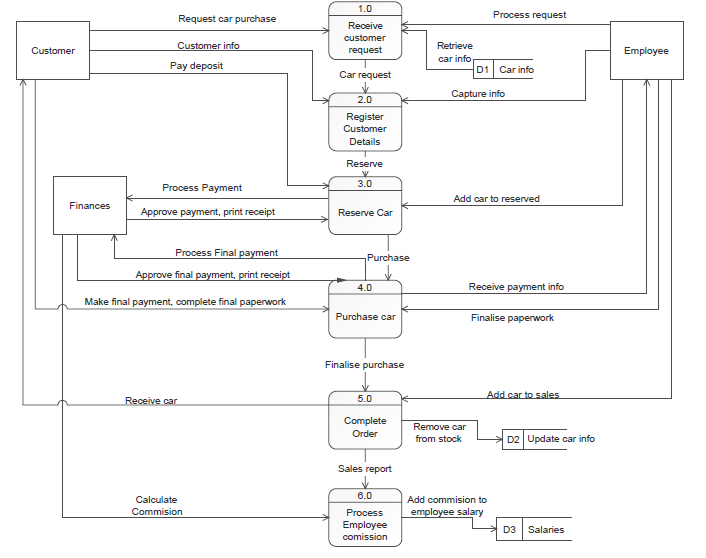 1.0
Request car purchase
Process request
Receive
customer
request
Customer
Customer info
Retrieve
car info
Employee
Pay deposit
D1 Car info
Car request
Capture info
2.0
Register
Customer
Details
Reserve
3.0
Process Payment
Add car to reserved
Finances
Approve payment, print receipt
Reserve Car
Process Final payment
Purchase
Approve final payment, print receipt
4.0
Receive payment info
Make final payment, complete final paperwork
Purchase car
Finalise paperwork
Finalise purchase
Add car to sales
5.0
Receive car
Complete
Order
Remove car
from stock
D2 Update car info
Sales report
6.0
Calculate
Commision
Add commision to
employee salary
Process
Employee
comission
D3 Salaries